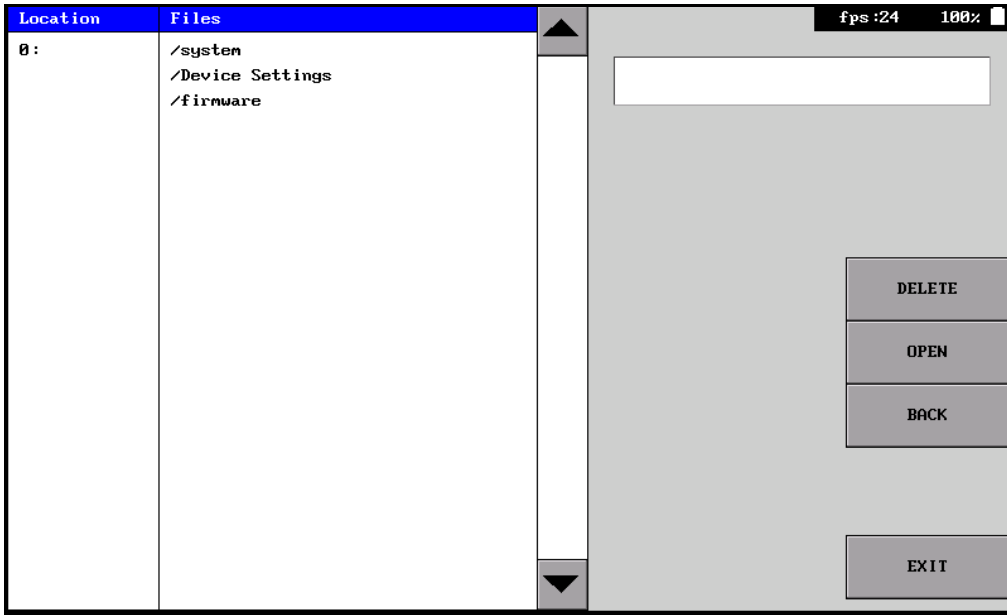 Location Files
fps:24 100%
0: /system
/Device Settings
/firmware
DELETE
OPEN
BACK
EXIT